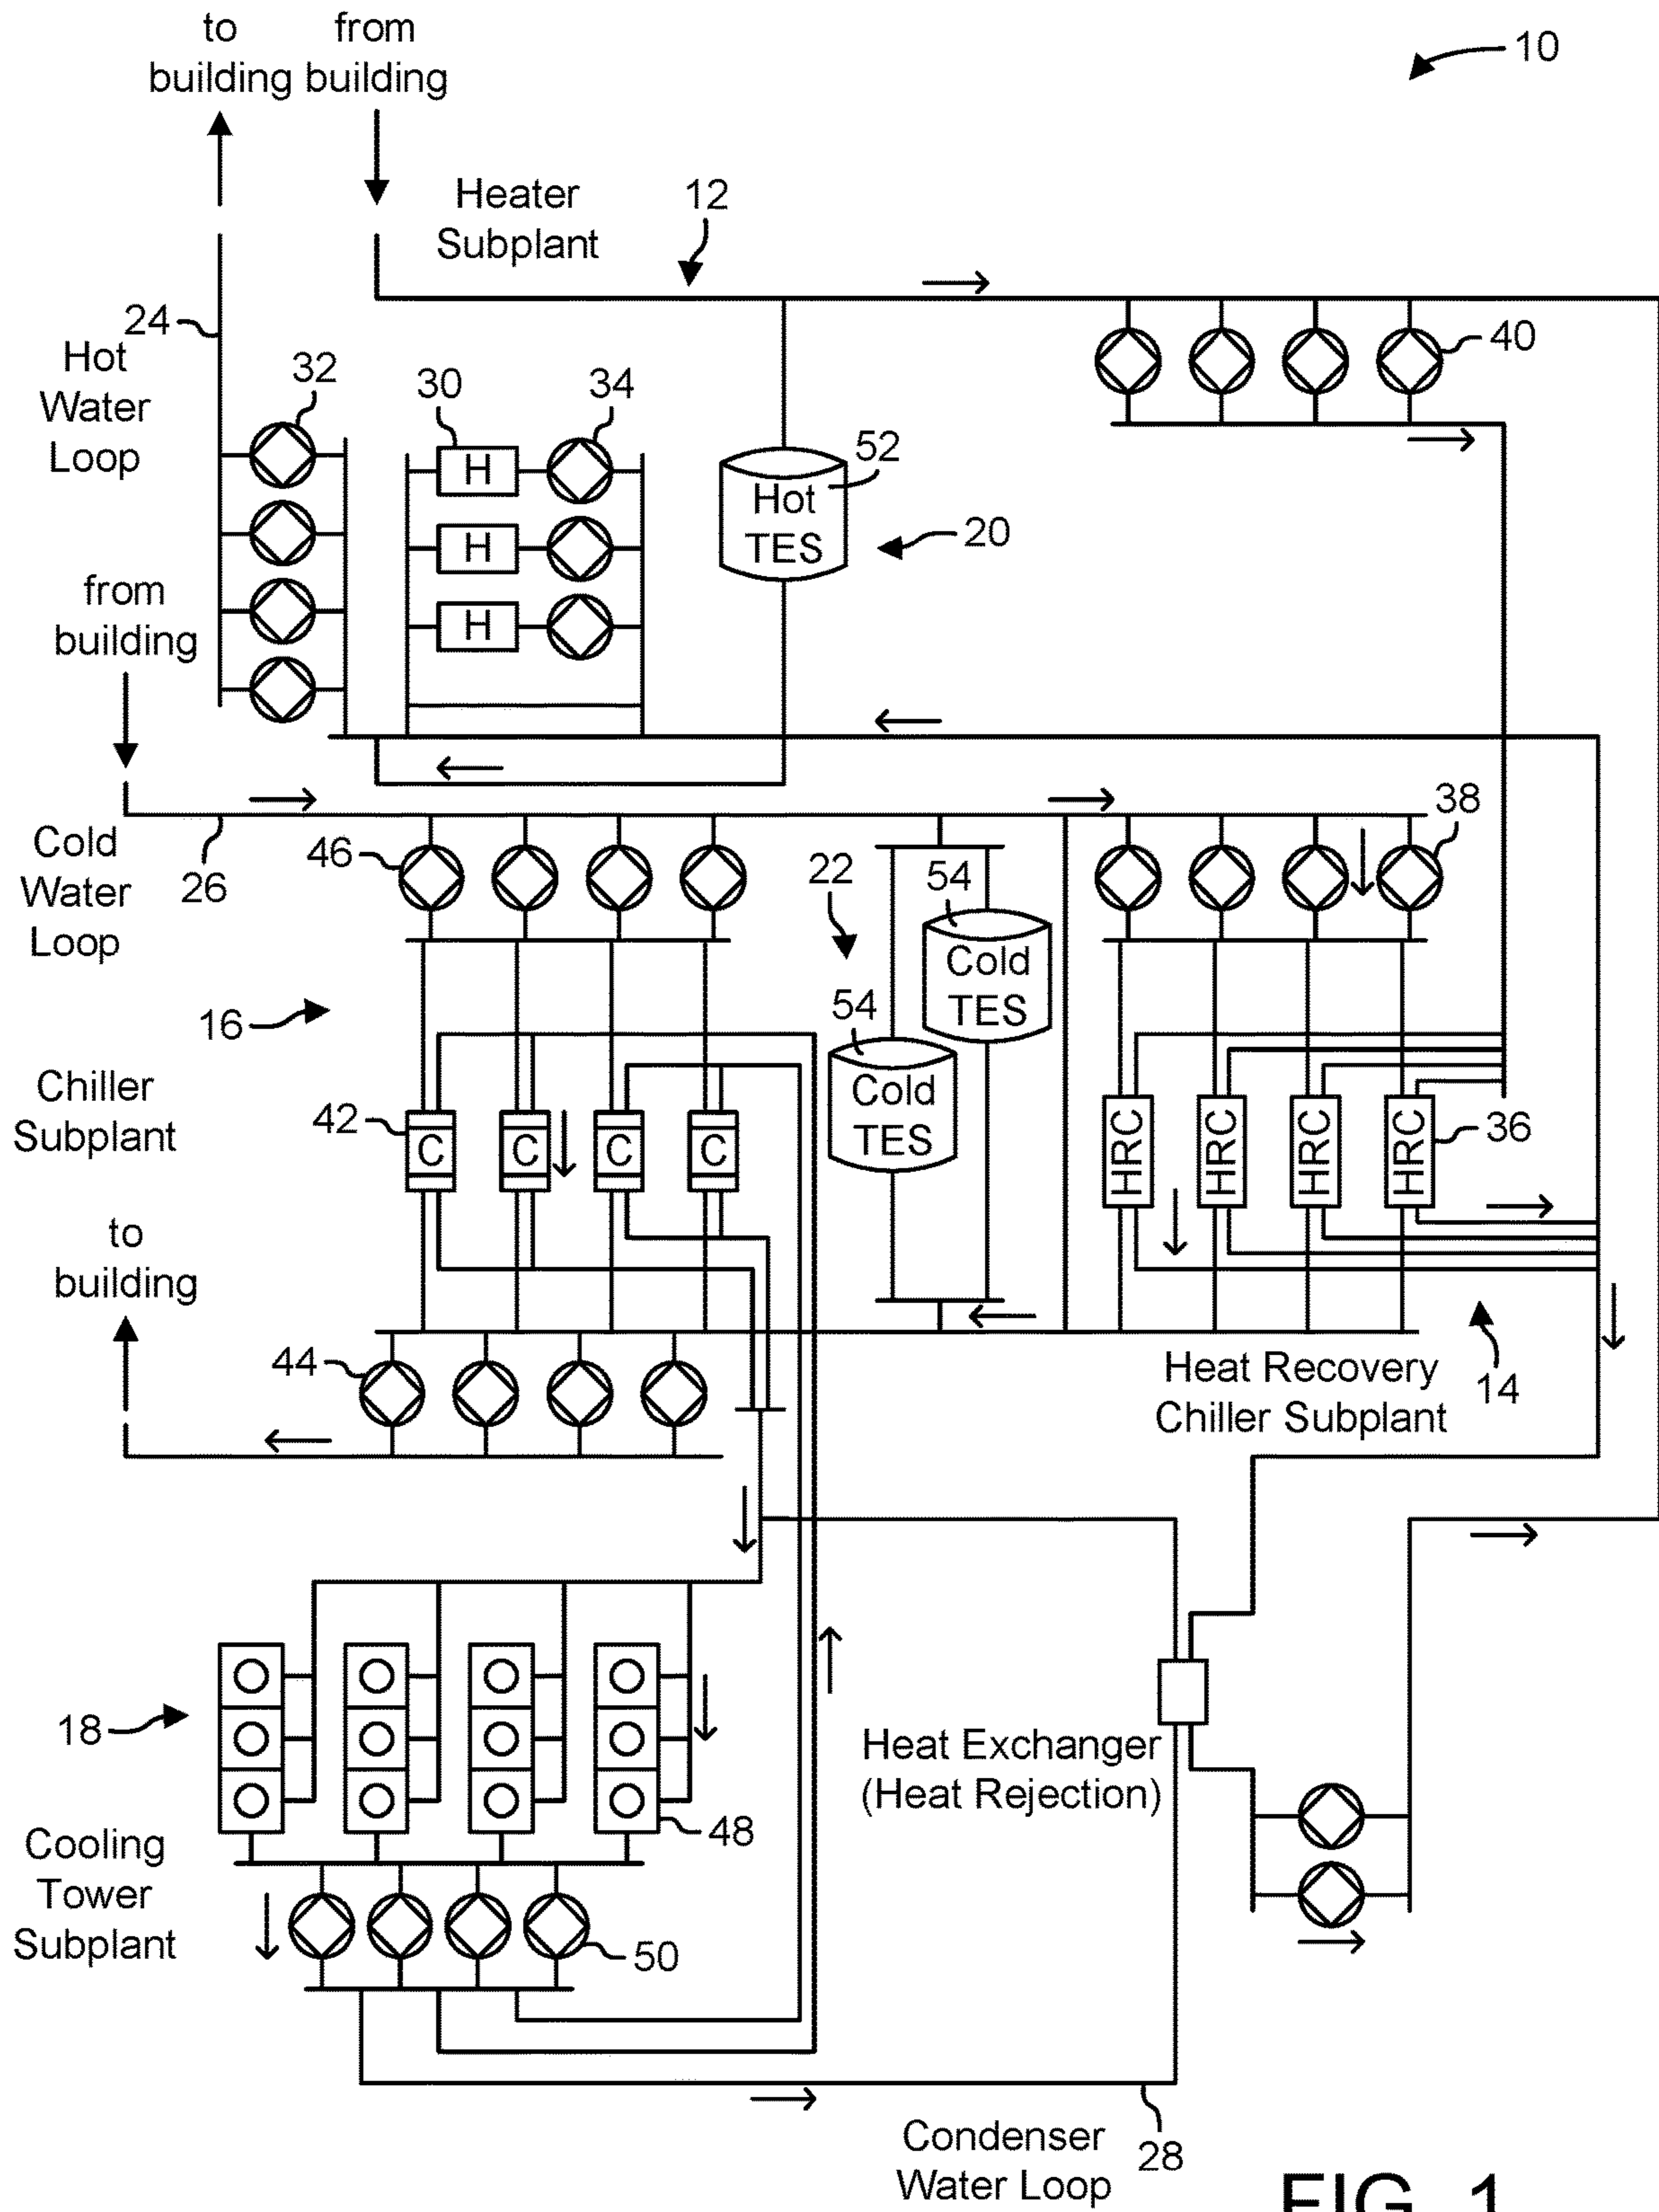 to
building
from
building
10
Heater
Subplant
12
24
Hot
Water
Loop
32
30
34
H
H
H
52
Hot
TES
20
40
from
building
Cold
Water
Loop
26
46
22
54
Cold
TES
54
Cold
TES
38
16
Chiller
Subplant
42
C
C
C
C
HRC
HRC
HRC
HRC
36
to
building
44
Heat Recovery
Chiller Subplant
14
18
48
Heat Exchanger
(Heat Rejection)
Cooling
Tower
Subplant
50
Condenser
Water Loop
28
FIG. 1